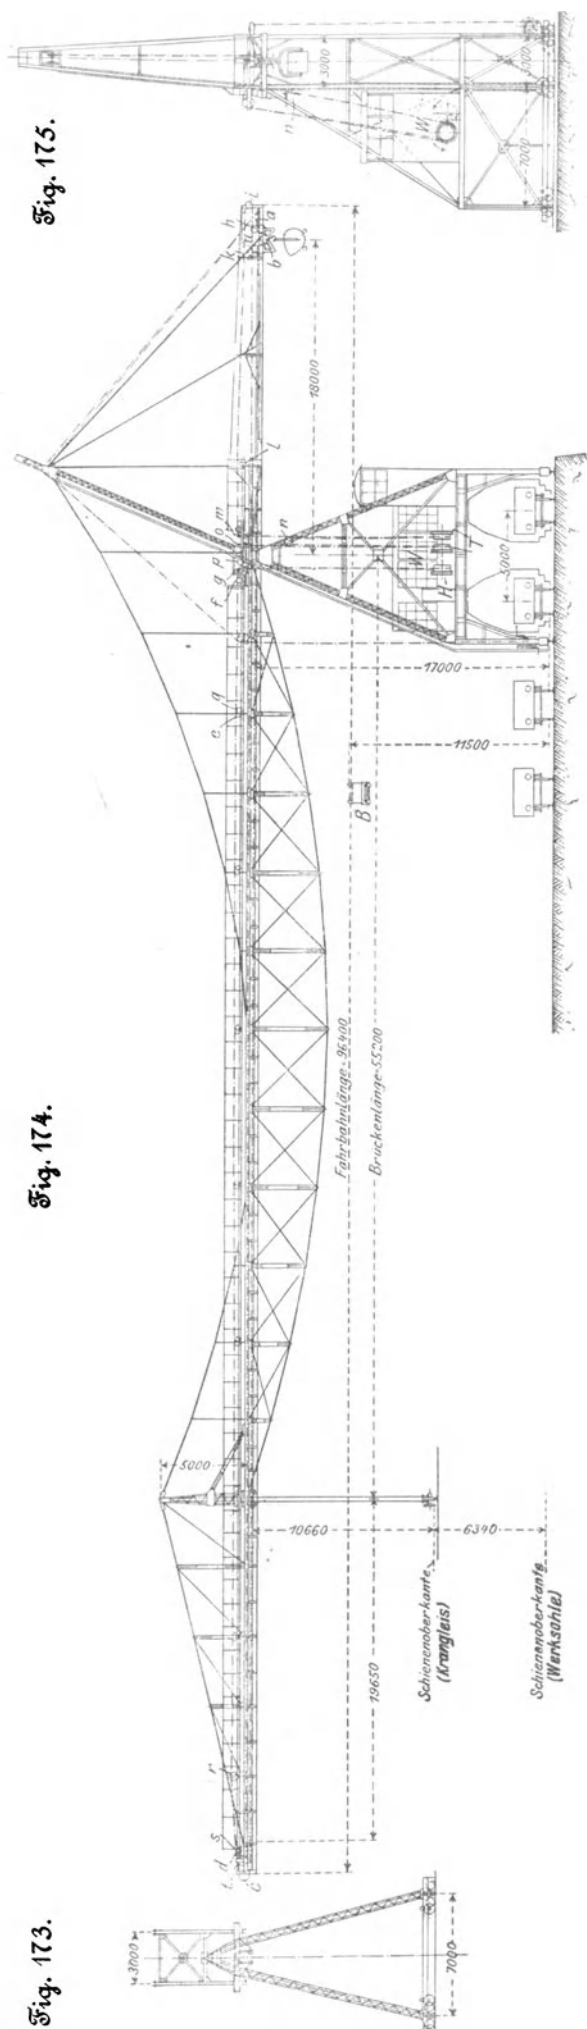 Fig. 173.
3000
7000
Fig. 174.
t
d
s
r
C
5000
10660
19650
6340
Schienenoberkante
(Krangleis)
Schienenoberkante
(Werksohle)
Fahrbahnlänge=96400
Brückenlänge=55200
B
e
q
f
g
p
o
m
n
L
W
H
T
11500
17000
5000
18000
k
h
u
i
a
b
Fig. 175.
n
W
3000
7000
7000